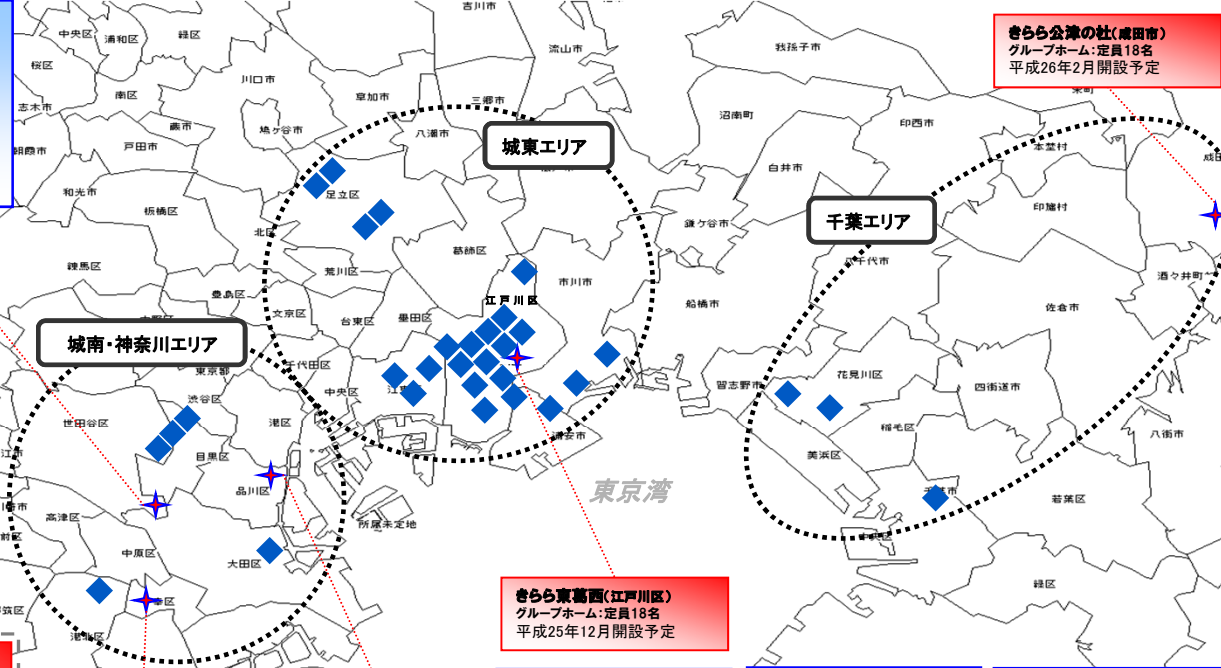 きらら公津の杜(成田市)
グループホーム:定員18名
平成26年2月開設予定
城東エリア
千葉エリア
城南・神奈川エリア
きらら東葛西(江戸川区)
グループホーム:定員18名
平成25年12月開設予定
東京湾
吉川市
中央区
浦和区
緑区
流山市
我孫子市
桜区
川口市
南区
志木市
草加市
三郷市
沼南町
栄町
印西市
蕨市
鳩ヶ谷市
八潮市
戸田市
朝霞市
本埜村
白井市
和光市
足立区
板橋区
印旛村
北区
鎌ケ谷市
葛飾区
八千代市
練馬区
荒川区
酒々井町
市川市
豊島区
江戸川区
船橋市
佐倉市
文京区
台東区
墨田区
千代田区
東京都
中央区
花見川区
習志野市
四街道市
渋谷区
世田谷区
港区
稲毛区
八街市
浦安市
目黒区
美浜区
品川区
若葉区
高津区
所属未定地
中央区
中原区
大田区
緑区
幸区
港北区